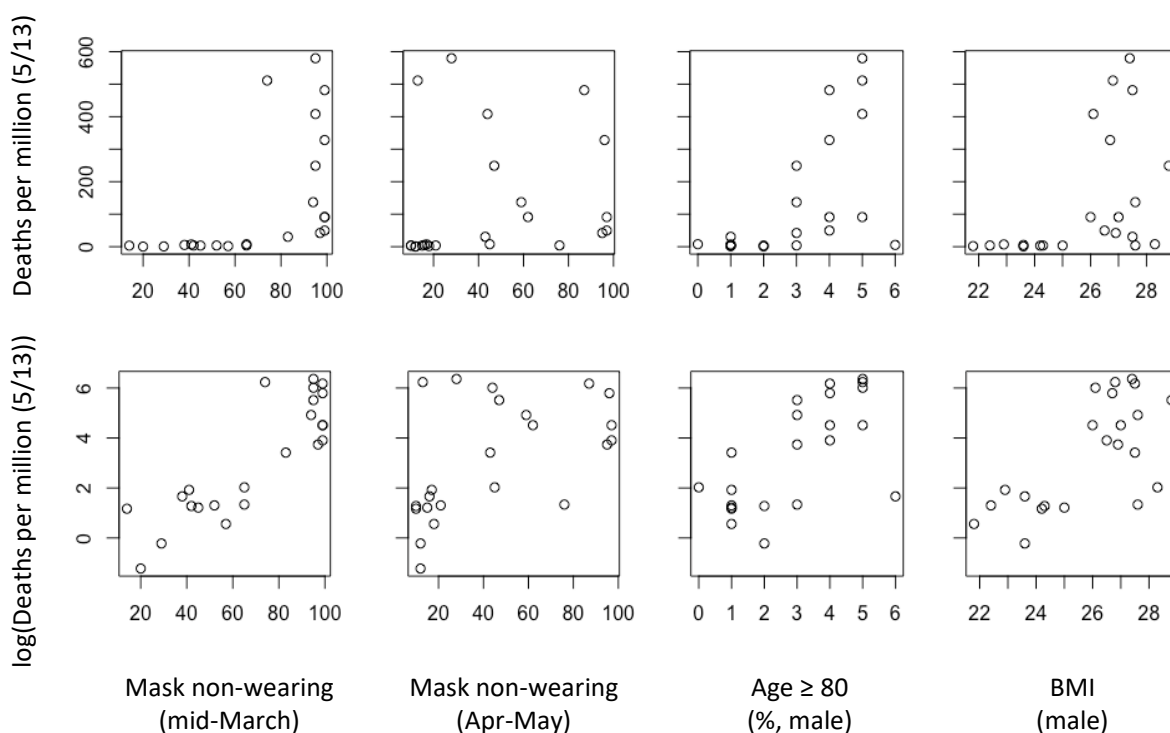 Deaths per million (5/13)
600
400
200
0
20 40 60 80 100
20 40 60 80 100
0 1 2 3 4 5 6
22 24 26 28
log(Deaths per million (5/13))
6
4
2
0
20 40 60 80 100
20 40 60 80 100
0 1 2 3 4 5 6
22 24 26 28
Mask non-wearing
(mid-March)
Mask non-wearing
(Apr-May)
Age ≥ 80
(%, male)
BMI
(male)